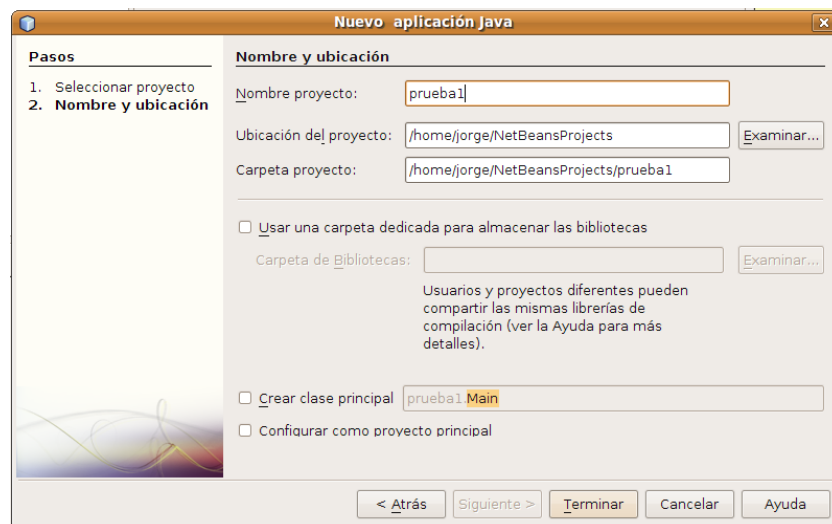 Nuevo aplicación Java
Pasos
1. Seleccionar proyecto
2. Nombre y ubicación
Nombre y ubicación
Nombre proyecto: prueba1
Ubicación del proyecto: /home/jorge/NetBeansProjects Examinar...
Carpeta proyecto: /home/jorge/NetBeansProjects/prueba1
Usar una carpeta dedicada para almacenar las bibliotecas
Carpeta de Bibliotecas: Examinar...
Usuarios y proyectos diferentes pueden
compartir las mismas librerías de
compilación (ver la Ayuda para más
detalles).
Crear clase principal prueba1.Main
Configurar como proyecto principal
< Atrás Siguiente > Terminar Cancelar Ayuda